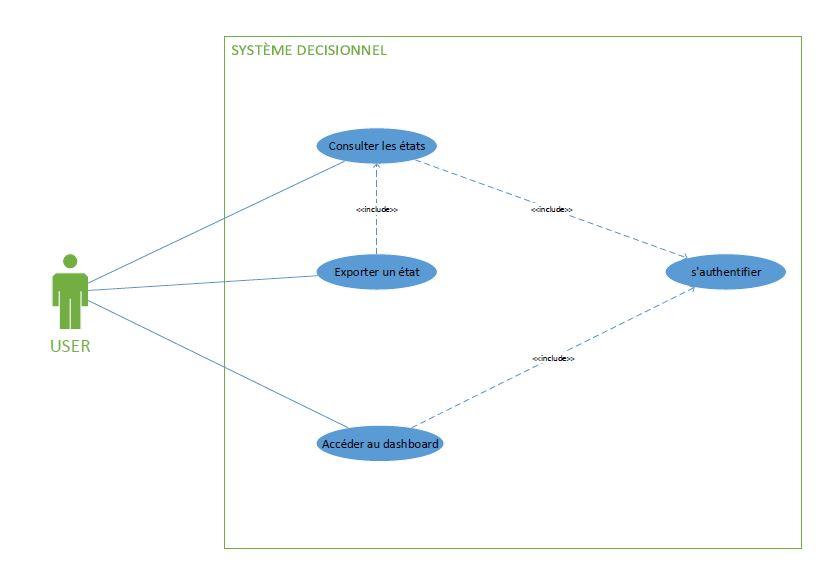 SYSTÈME DECISIONNEL
Consulter les états
<<include>>
<<include>>
Exporter un état
s'authentifier
USER
<<include>>
Accéder au dashboard